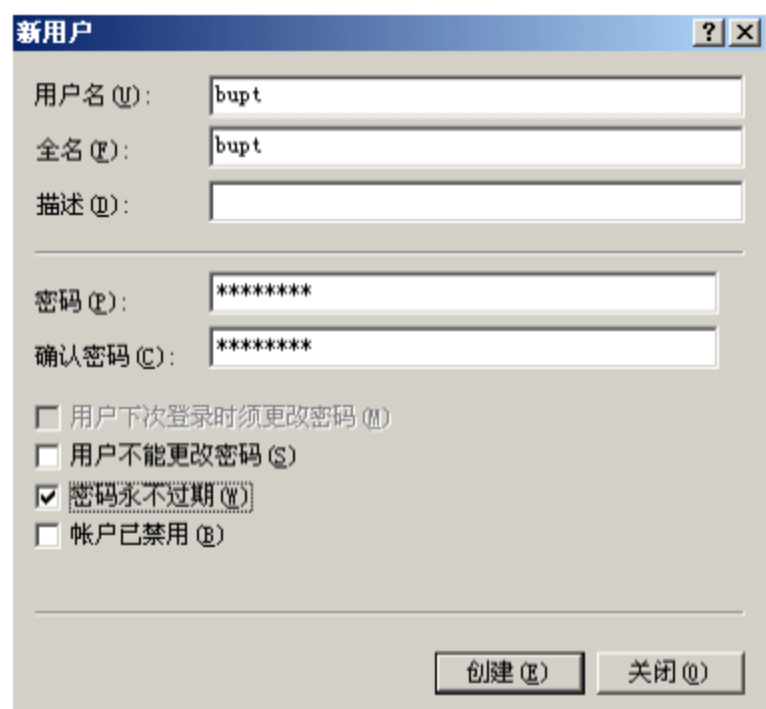 新用户
用户名(U):
bupt
全名(F):
bupt
描述(D):
密码(P):
********
确认密码(C):
********
用户下次登录时须更改密码(M)
用户不能更改密码(S)
密码永不过期(W)
帐户已禁用(B)
创建(E)
关闭(O)